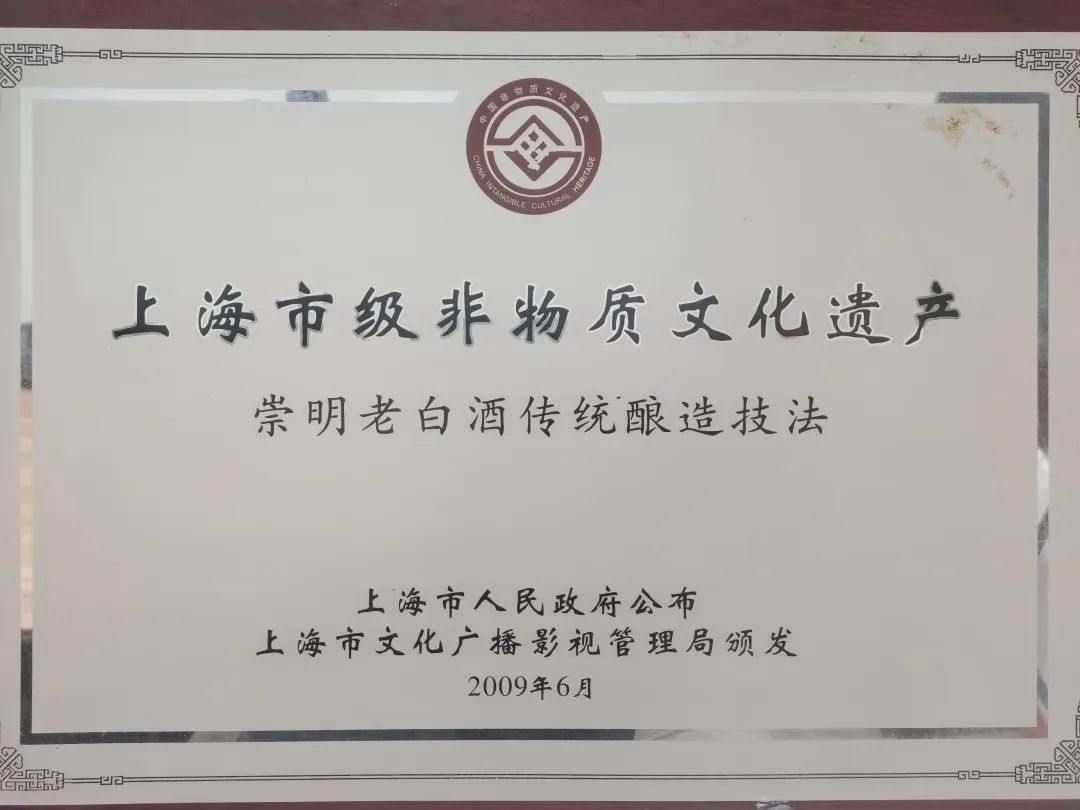 中国非物质文化遗产
CHINA INTANGIBLE CULTURAL HERITAGE
上海市级非物质文化遗产
崇明老白酒传统酿造技法
上海市人民政府公布
上海市文化广播影视管理局颁发
2009年6月